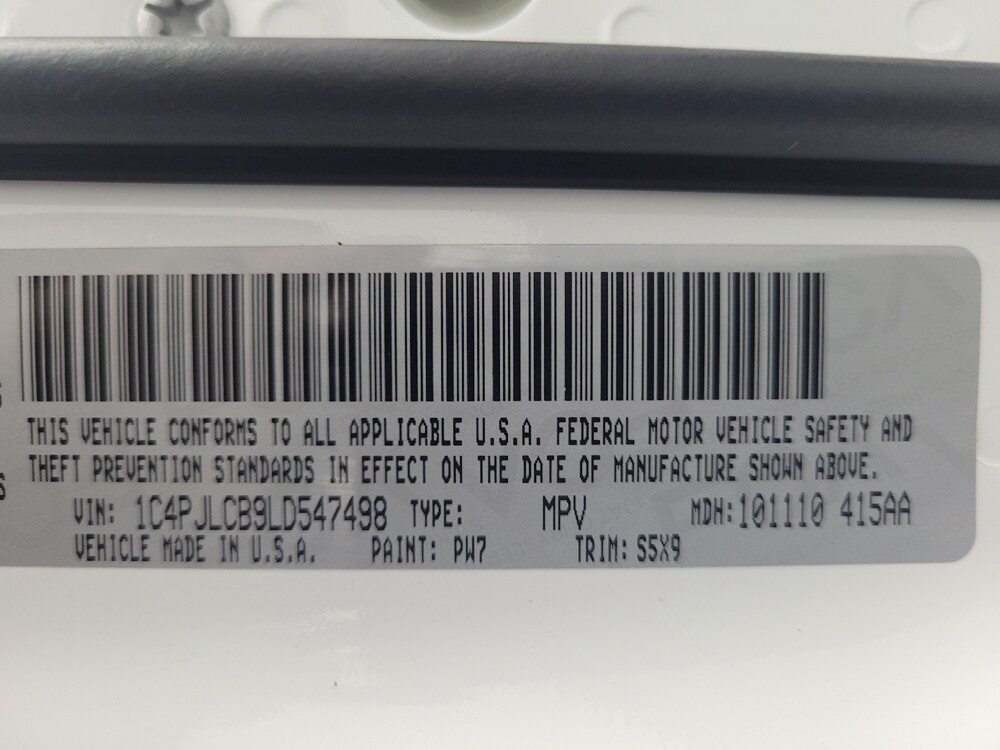 THIS VEHICLE CONFORMS TO ALL APPLICABLE U.S.A. FEDERAL MOTOR VEHICLE SAFETY AND
THEFT PREVENTION STANDARDS IN EFFECT ON THE DATE OF MANUFACTURE SHOWN ABOVE.
VIN: 1C4PJLCB9LD547498 TYPE: MPV MDH: 101110 415AA
VEHICLE MADE IN U.S.A. PAINT: PW7 TRIM: S5X9